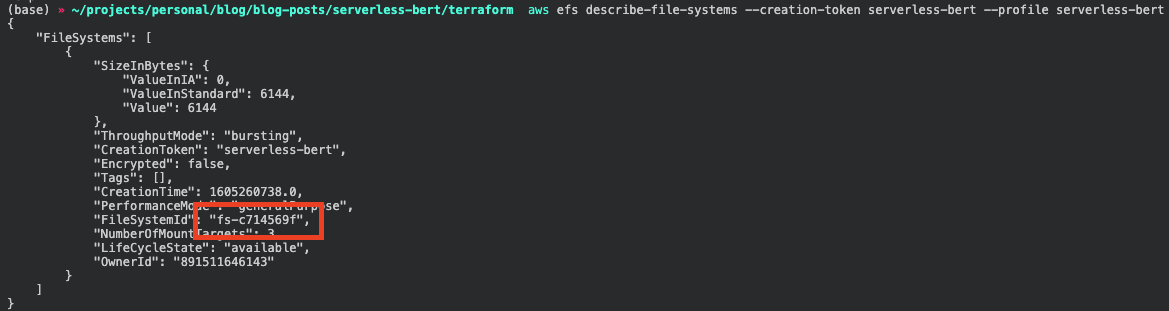 (base) » ~/projects/personal/blog/blog-posts/serverless-bert/terraform aws efs describe-file-systems --creation-token serverless-bert --profile serverless-bert
{
    "FileSystems": [
        {
            "SizeInBytes": {
                "ValueInIA": 0,
                "ValueInStandard": 6144,
                "Value": 6144
            },
            "ThroughputMode": "bursting",
            "CreationToken": "serverless-bert",
            "Encrypted": false,
            "Tags": [],
            "CreationTime": 1605260738.0,
            "PerformanceMode": "generalPurpose",
            "FileSystemId": "fs-c714569f",
            "NumberOfMountTargets": 3,
            "LifeCycleState": "available",
            "OwnerId": "891511646143"
        }
    ]
}